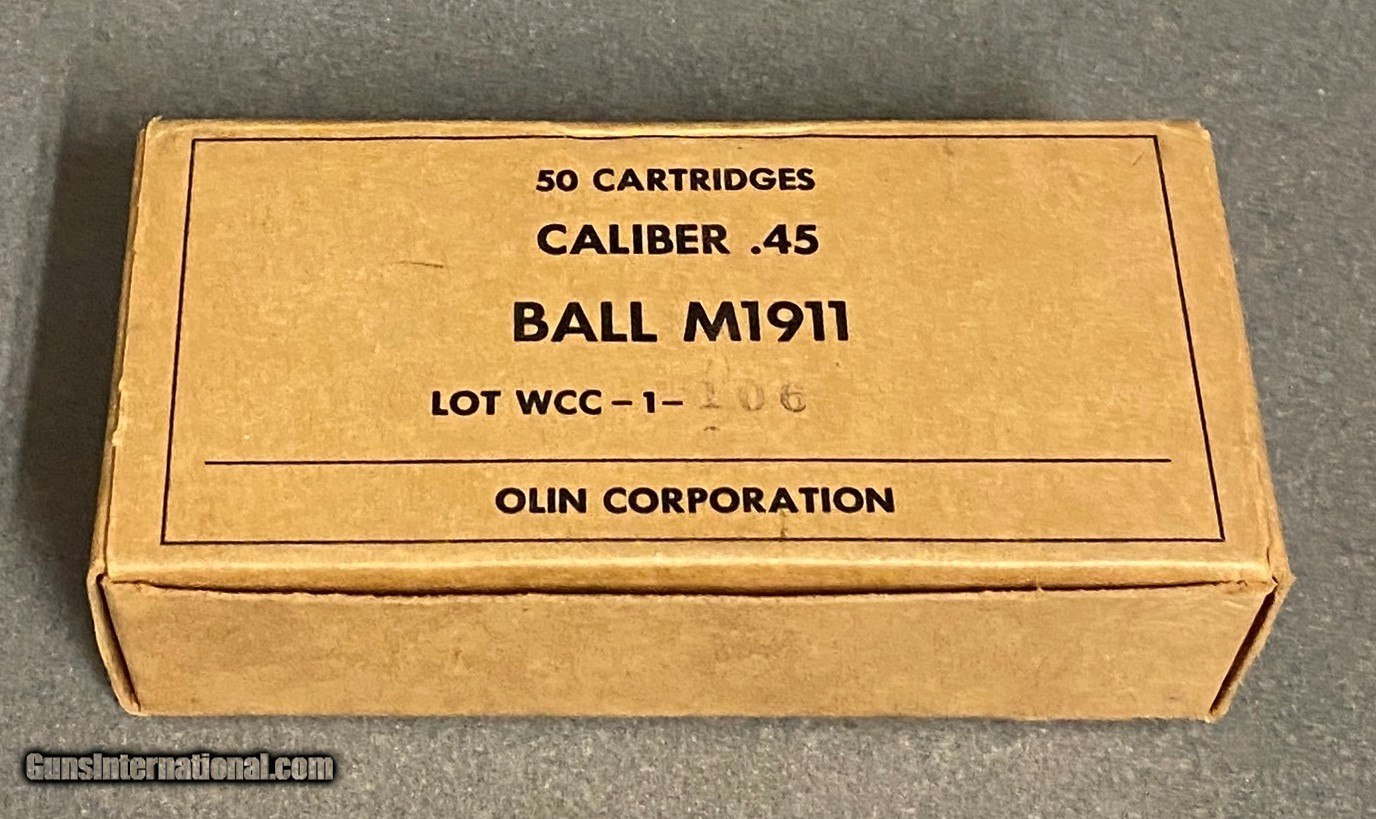 50 CARTRIDGES
CALIBER .45
BALL M1911
LOT WCC-1-106
OLIN CORPORATION
GunsInternational.com